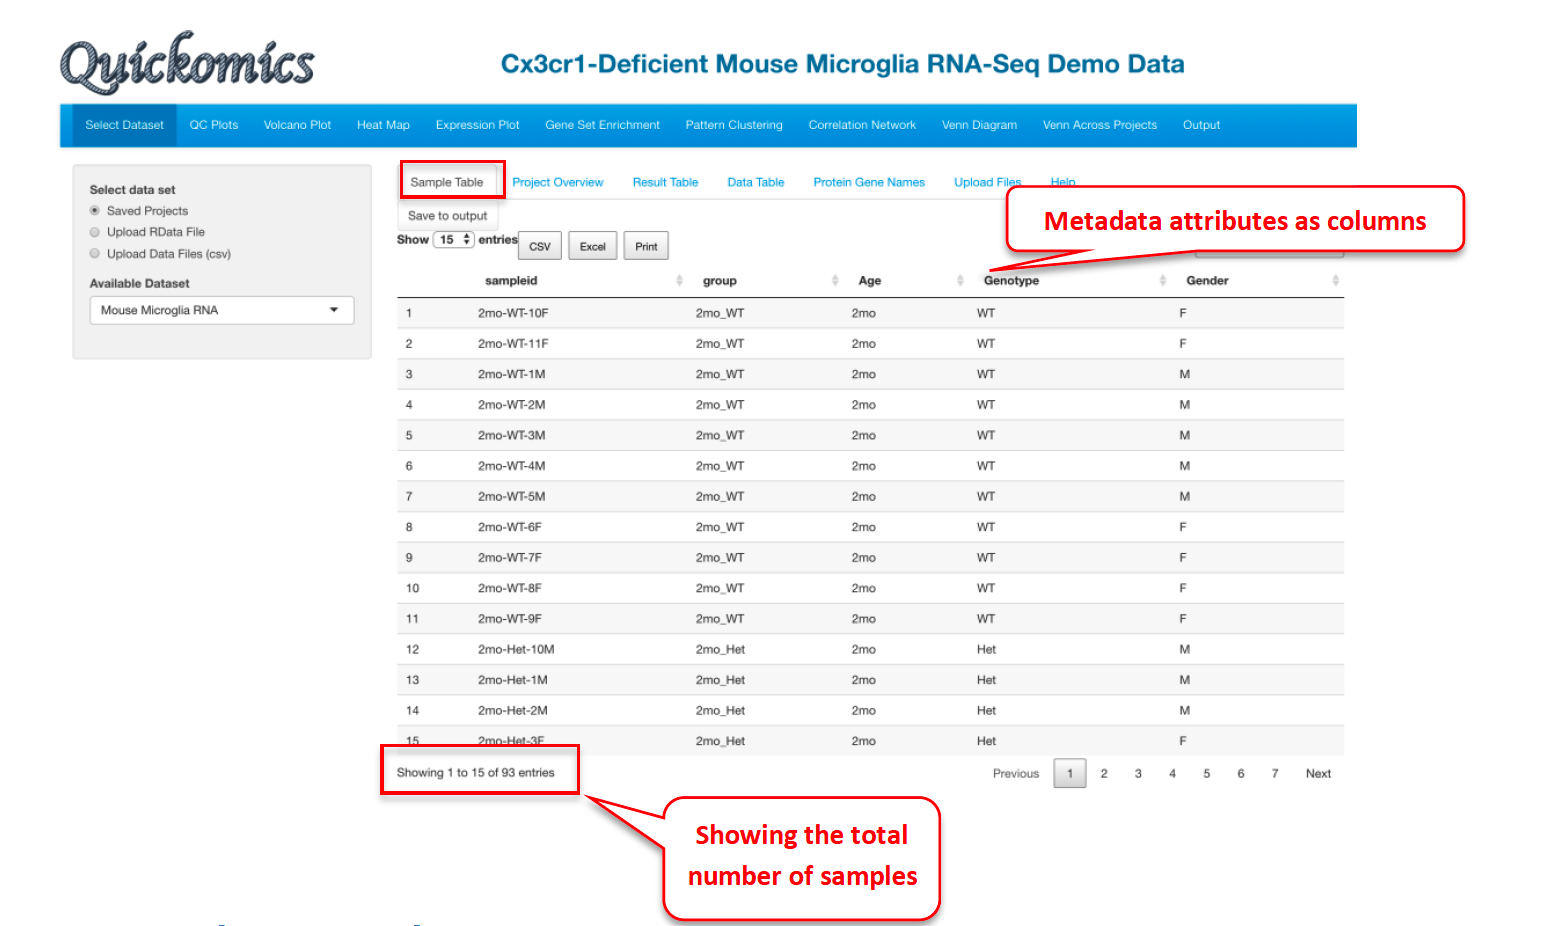 Quickomics
Cx3cr1-Deficient Mouse Microglia RNA-Seq Demo Data
Select Dataset QC Plots Volcano Plot Heat Map Expression Plot Gene Set Enrichment Pattern Clustering Correlation Network Venn Diagram Venn Across Projects Output
Select data set
Saved Projects
Upload RData File
Upload Data Files (csv)
Available Dataset
Mouse Microglia RNA
Sample Table Project Overview Result Table Data Table Protein Gene Names Upload Files Help
Save to output
Metadata attributes as columns
Show 15 entries CSV Excel Print
sampleid group Age Genotype Gender
1 2mo-WT-10F 2mo_WT 2mo WT F
2 2mo-WT-11F 2mo_WT 2mo WT F
3 2mo-WT-1M 2mo_WT 2mo WT M
4 2mo-WT-2M 2mo_WT 2mo WT M
5 2mo-WT-3M 2mo_WT 2mo WT M
6 2mo-WT-4M 2mo_WT 2mo WT M
7 2mo-WT-5M 2mo_WT 2mo WT M
8 2mo-WT-6F 2mo_WT 2mo WT F
9 2mo-WT-7F 2mo_WT 2mo WT F
10 2mo-WT-8F 2mo_WT 2mo WT F
11 2mo-WT-9F 2mo_WT 2mo WT F
12 2mo-Het-10M 2mo_Het 2mo Het M
13 2mo-Het-1M 2mo_Het 2mo Het M
14 2mo-Het-2M 2mo_Het 2mo Het M
15 2mo-Het-3F 2mo_Het 2mo Het F
Showing 1 to 15 of 93 entries Previous 1 2 3 4 5 6 7 Next
Showing the total
number of samples